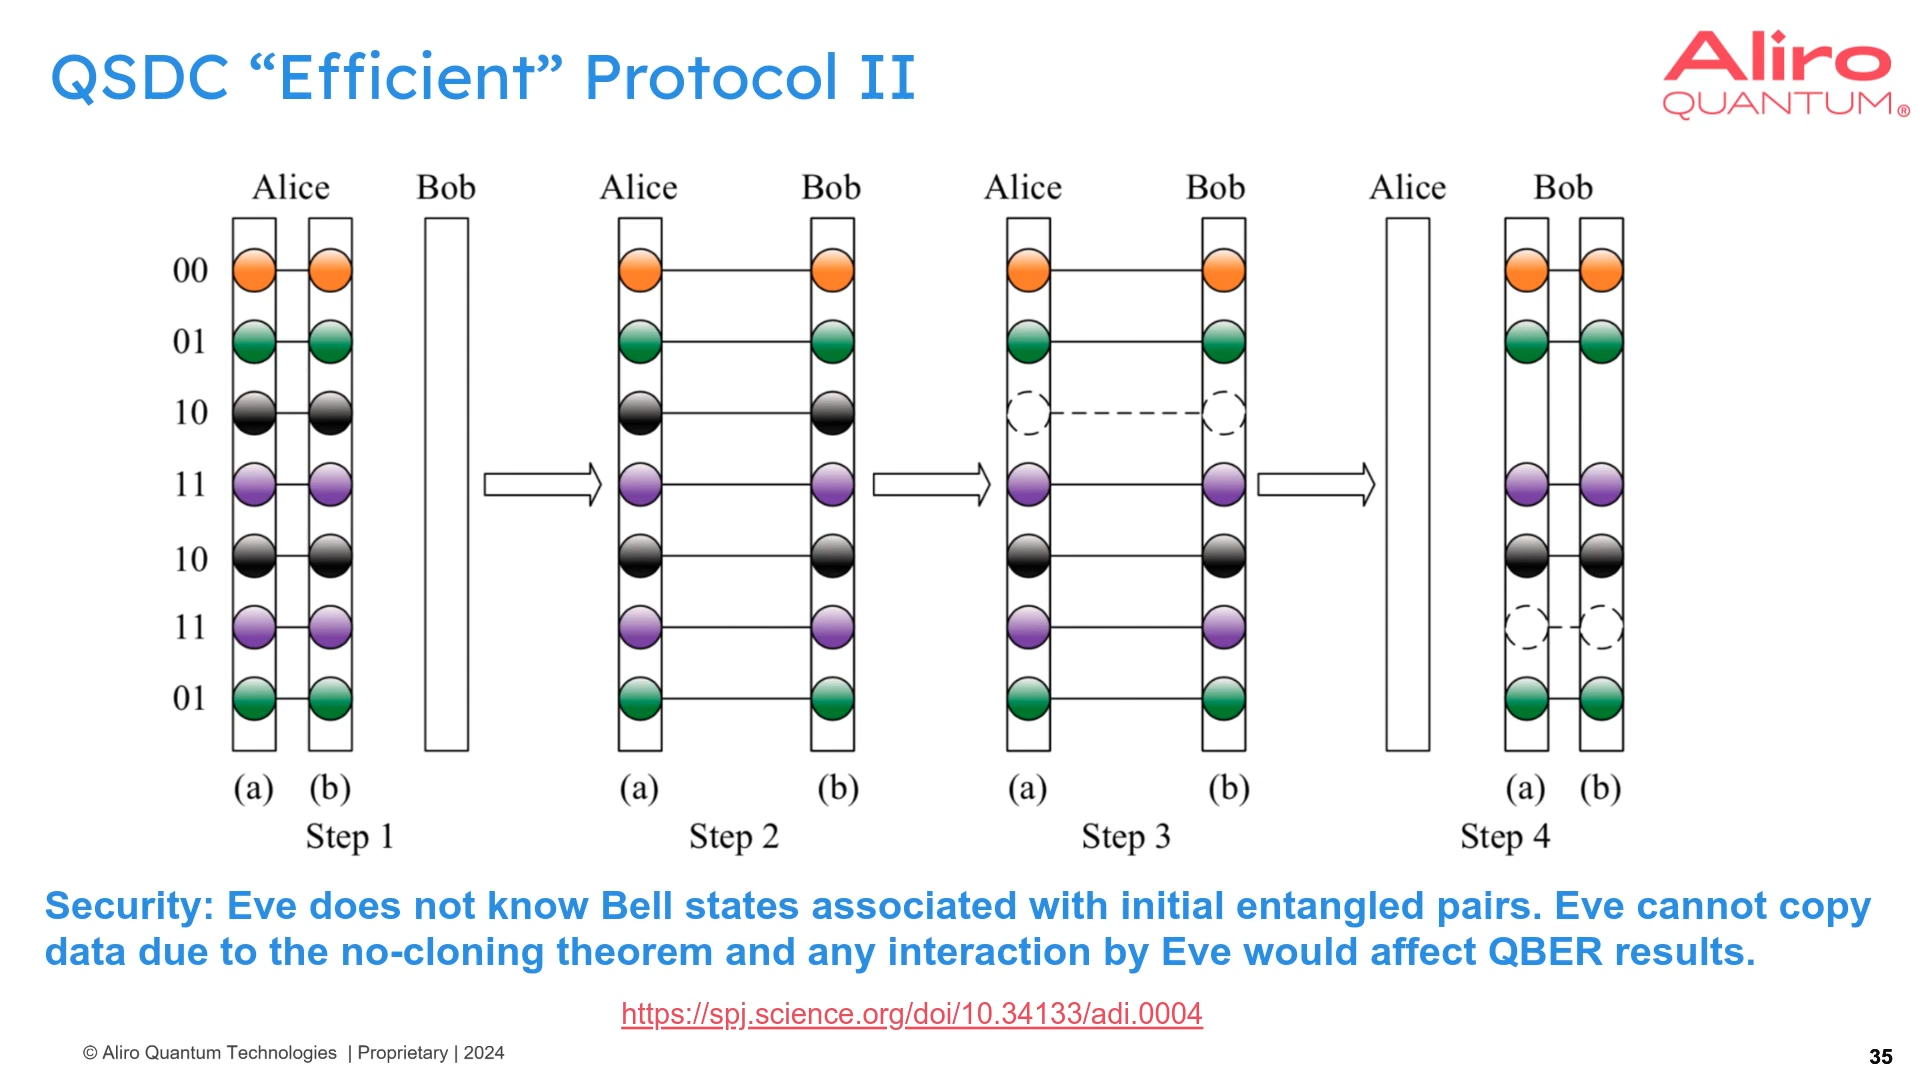 QSDC “Efficient” Protocol II
Aliro
QUANTUM®
Alice Bob Alice Bob Alice Bob Alice Bob
00
01
10
11
10
11
01
(a) (b) (a) (b) (a) (b) (a) (b)
Step 1 Step 2 Step 3 Step 4
Security: Eve does not know Bell states associated with initial entangled pairs. Eve cannot copy
data due to the no-cloning theorem and any interaction by Eve would affect QBER results.
https://spj.science.org/doi/10.34133/adi.0004
© Aliro Quantum Technologies | Proprietary | 2024
35